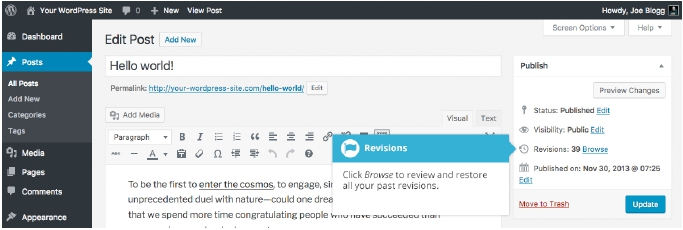 Your WordPress Site 0 + New View Post Howdy, Joe Blogg
Dashboard
Posts
All Posts
Add New
Categories
Tags
Media
Pages
Comments
Appearance
Screen Options Help
Edit Post Add New
Hello world!
Permalink: http://your-wordpress-site.com/hello-world/ Edit
Add Media
Visual Text
Paragraph
To be the first to enter the cosmos, to engage,
unprecedented duel with nature—could one
that we spend more time congratulating people who have succeeded than
Revisions
Click Browse to review and restore
all your past revisions.
Publish
Preview Changes
Status: Published Edit
Visibility: Public Edit
Revisions: 39 Browse
Published on: Nov 30, 2013 @ 07:25
Edit
Move to Trash Update